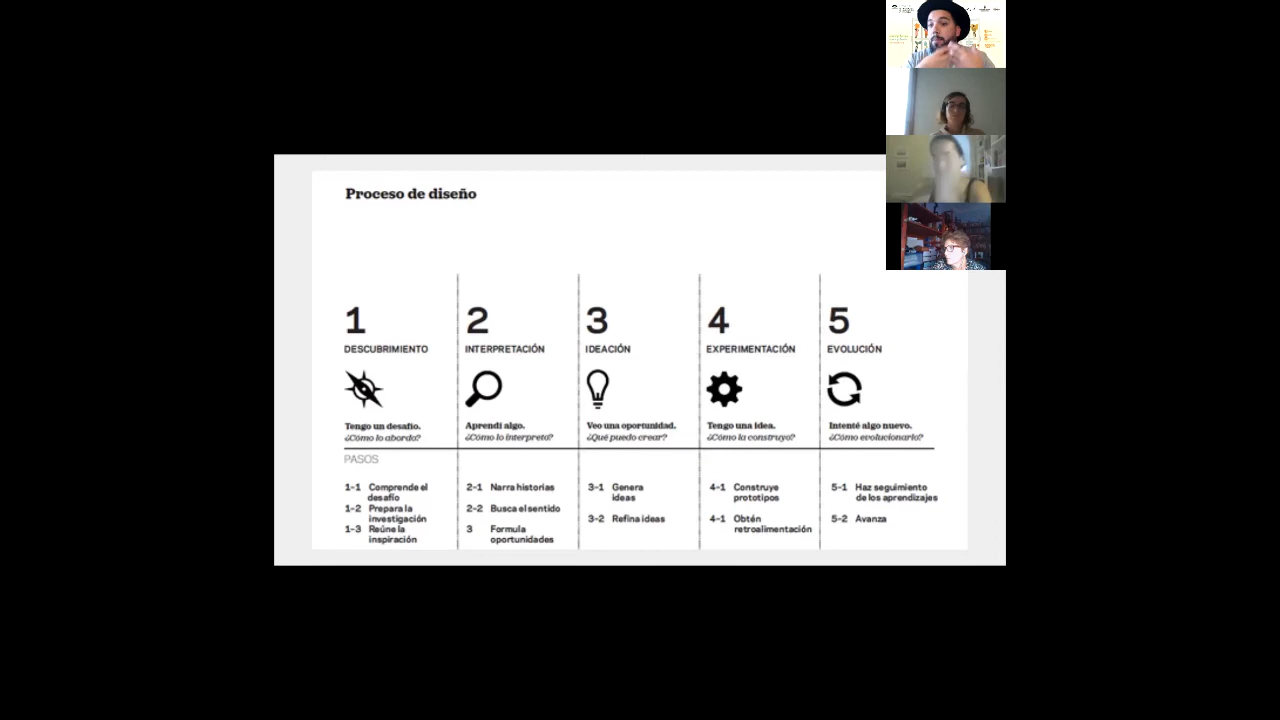 Proceso de diseño
1
DESCUBRIMIENTO
Tengo un desafío.
¿Cómo lo abordo?
2
INTERPRETACIÓN
Aprendí algo.
¿Cómo lo interpreto?
3
IDEACIÓN
Veo una oportunidad.
¿Qué puedo crear?
4
EXPERIMENTACIÓN
Tengo una idea.
¿Cómo la construyo?
5
EVOLUCIÓN
Intenté algo nuevo.
¿Cómo evolucionarlo?
PASOS
1-1 Comprende el
desafío
1-2 Prepara la
investigación
1-3 Reúne la
inspiración
2-1 Narra historias
2-2 Busca el sentido
3 Formula
oportunidades
3-1 Genera
ideas
3-2 Refina ideas
4-1 Construye
prototipos
4-1 Obtén
retroalimentación
5-1 Haz seguimiento
de los aprendizajes
5-2 Avanza